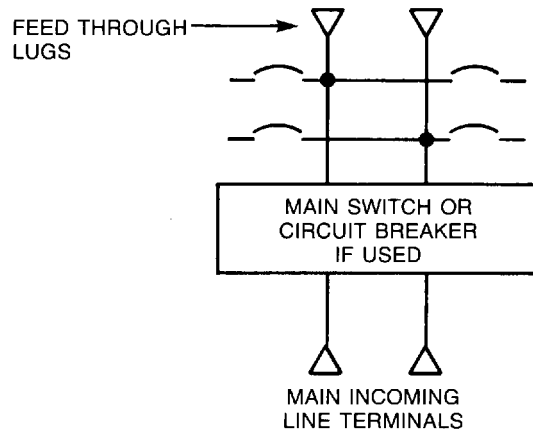 FEED THROUGH
LUGS
MAIN SWITCH OR
CIRCUIT BREAKER
IF USED
MAIN INCOMING
LINE TERMINALS